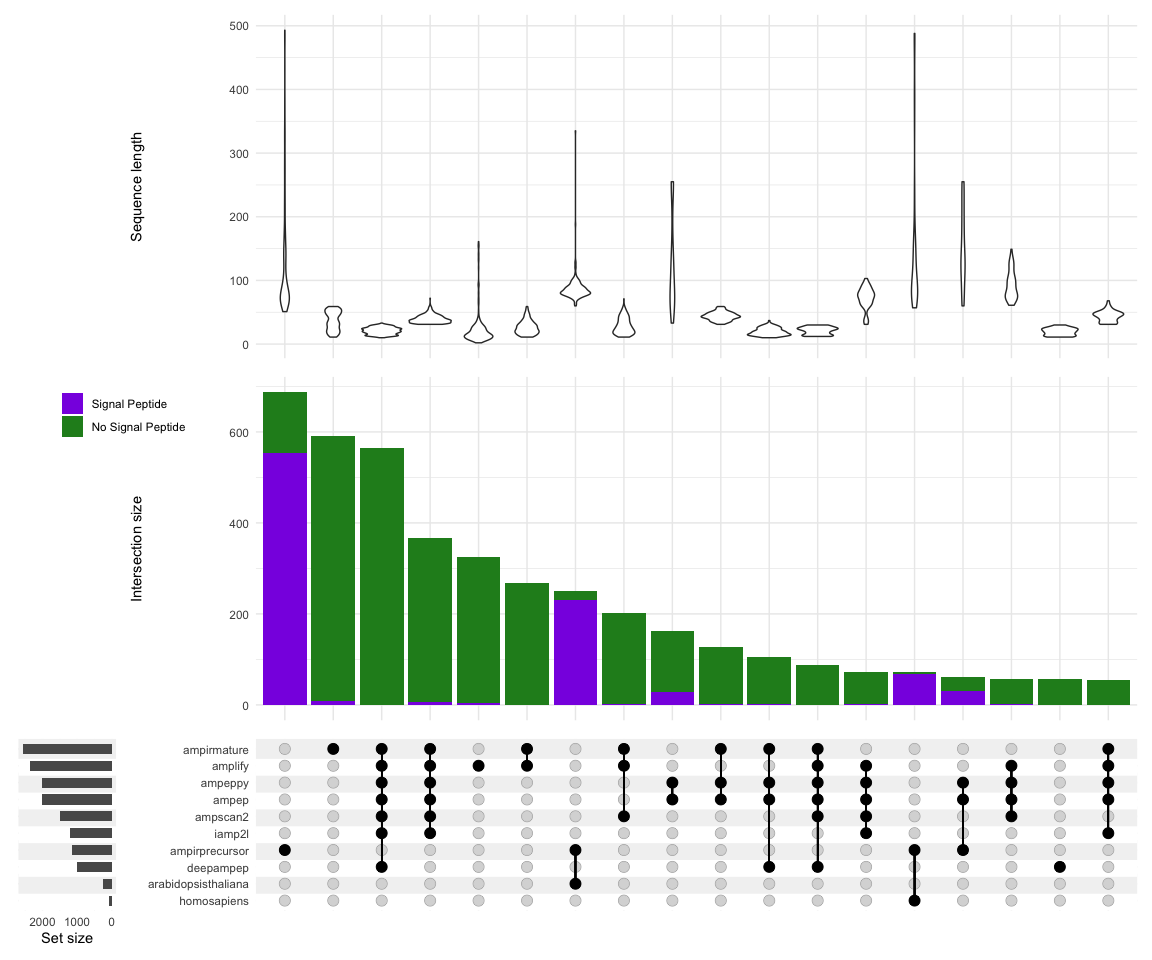 500
400
300
200
100
0
Sequence length
Signal Peptide
No Signal Peptide
600
400
200
0
Intersection size
ampirmature
amplify
ampeppy
ampep
ampscan2
iamp2l
ampirprecursor
deepampep
arabidopsisthaliana
homosapiens
2000 1000 0
Set size